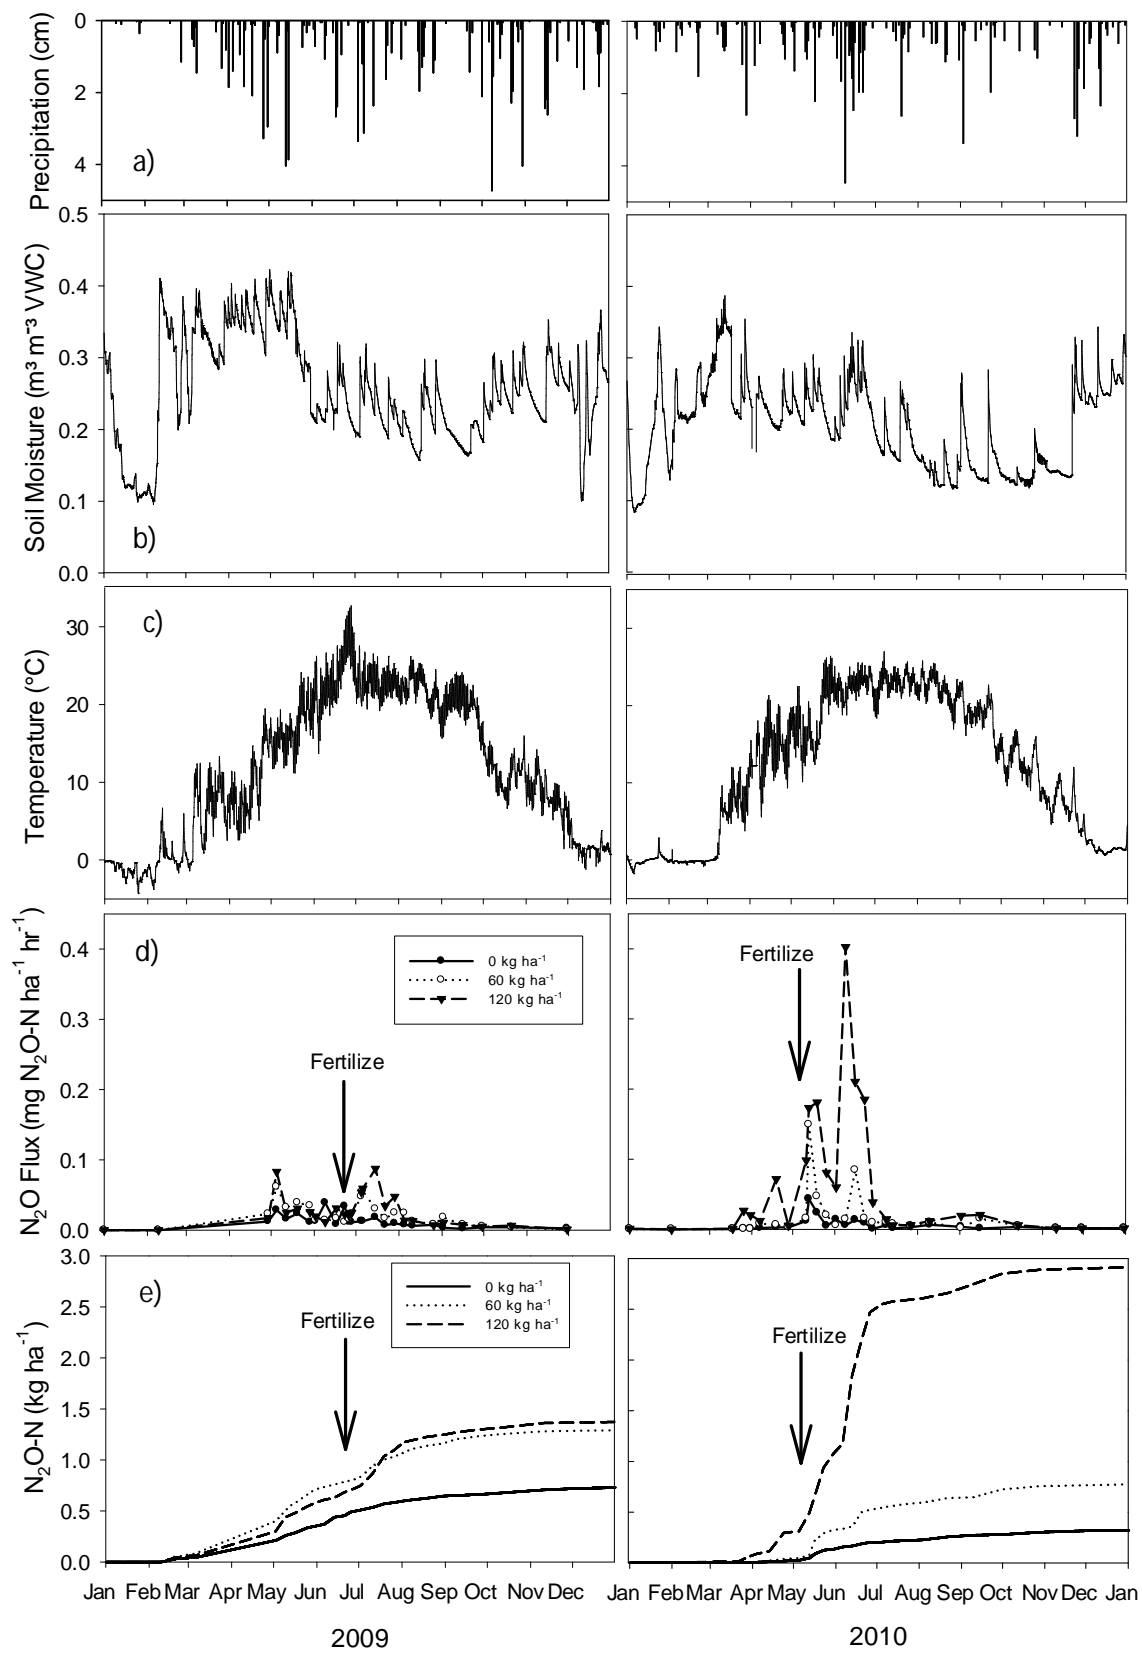 0
2
4
Precipitation (cm)
a)
0.5
0.4
0.3
0.2
0.1
0.0
Soil Moisture (m³ m⁻³ VWC)
b)
30
20
10
0
Temperature (°C)
c)
0.4
0.3
0.2
0.1
0.0
N₂O Flux (mg N₂O-N ha⁻¹ hr⁻¹)
d)
0 kg ha⁻¹
60 kg ha⁻¹
120 kg ha⁻¹
Fertilize
Fertilize
3.0
2.5
2.0
1.5
1.0
0.5
0.0
N₂O-N (kg ha⁻¹)
e)
0 kg ha⁻¹
60 kg ha⁻¹
120 kg ha⁻¹
Fertilize
Fertilize
Jan Feb Mar Apr May Jun Jul Aug Sep Oct Nov Dec Jan Feb Mar Apr May Jun Jul Aug Sep Oct Nov Dec Jan
2009 2010